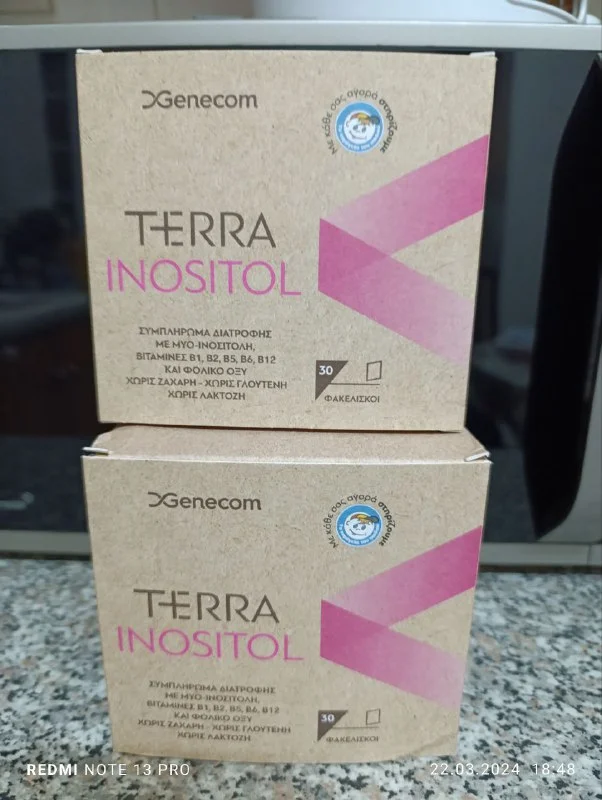 Genecom
Με κάθε σας αγορά στηρίζουμε
TERRA
INOSITOL
ΣΥΜΠΛΗΡΩΜΑ ΔΙΑΤΡΟΦΗΣ
ΜΕ ΜΥΟ-ΙΝΟΣΙΤΟΛΗ,
ΒΙΤΑΜΙΝΕΣ Β1, Β2, Β5, Β6, Β12
ΚΑΙ ΦΟΛΙΚΟ ΟΞΥ
ΧΩΡΙΣ ΖΑΧΑΡΗ - ΧΩΡΙΣ ΓΛΟΥΤΕΝΗ
ΧΩΡΙΣ ΛΑΚΤΟΖΗ
30
ΦΑΚΕΛΙΣΚΟΙ
Genecom
Με κάθε σας αγορά στηρίζουμε
TERRA
INOSITOL
ΣΥΜΠΛΗΡΩΜΑ ΔΙΑΤΡΟΦΗΣ
ΜΕ ΜΥΟ-ΙΝΟΣΙΤΟΛΗ,
ΒΙΤΑΜΙΝΕΣ Β1, Β2, Β5, Β6, Β12
ΚΑΙ ΦΟΛΙΚΟ ΟΞΥ
ΧΩΡΙΣ ΖΑΧΑΡΗ - ΧΩΡΙΣ ΓΛΟΥΤΕΝΗ
ΧΩΡΙΣ ΛΑΚΤΟΖΗ
30
ΦΑΚΕΛΙΣΚΟΙ
REDMI NOTE 13 PRO
22.03.2024 18:48